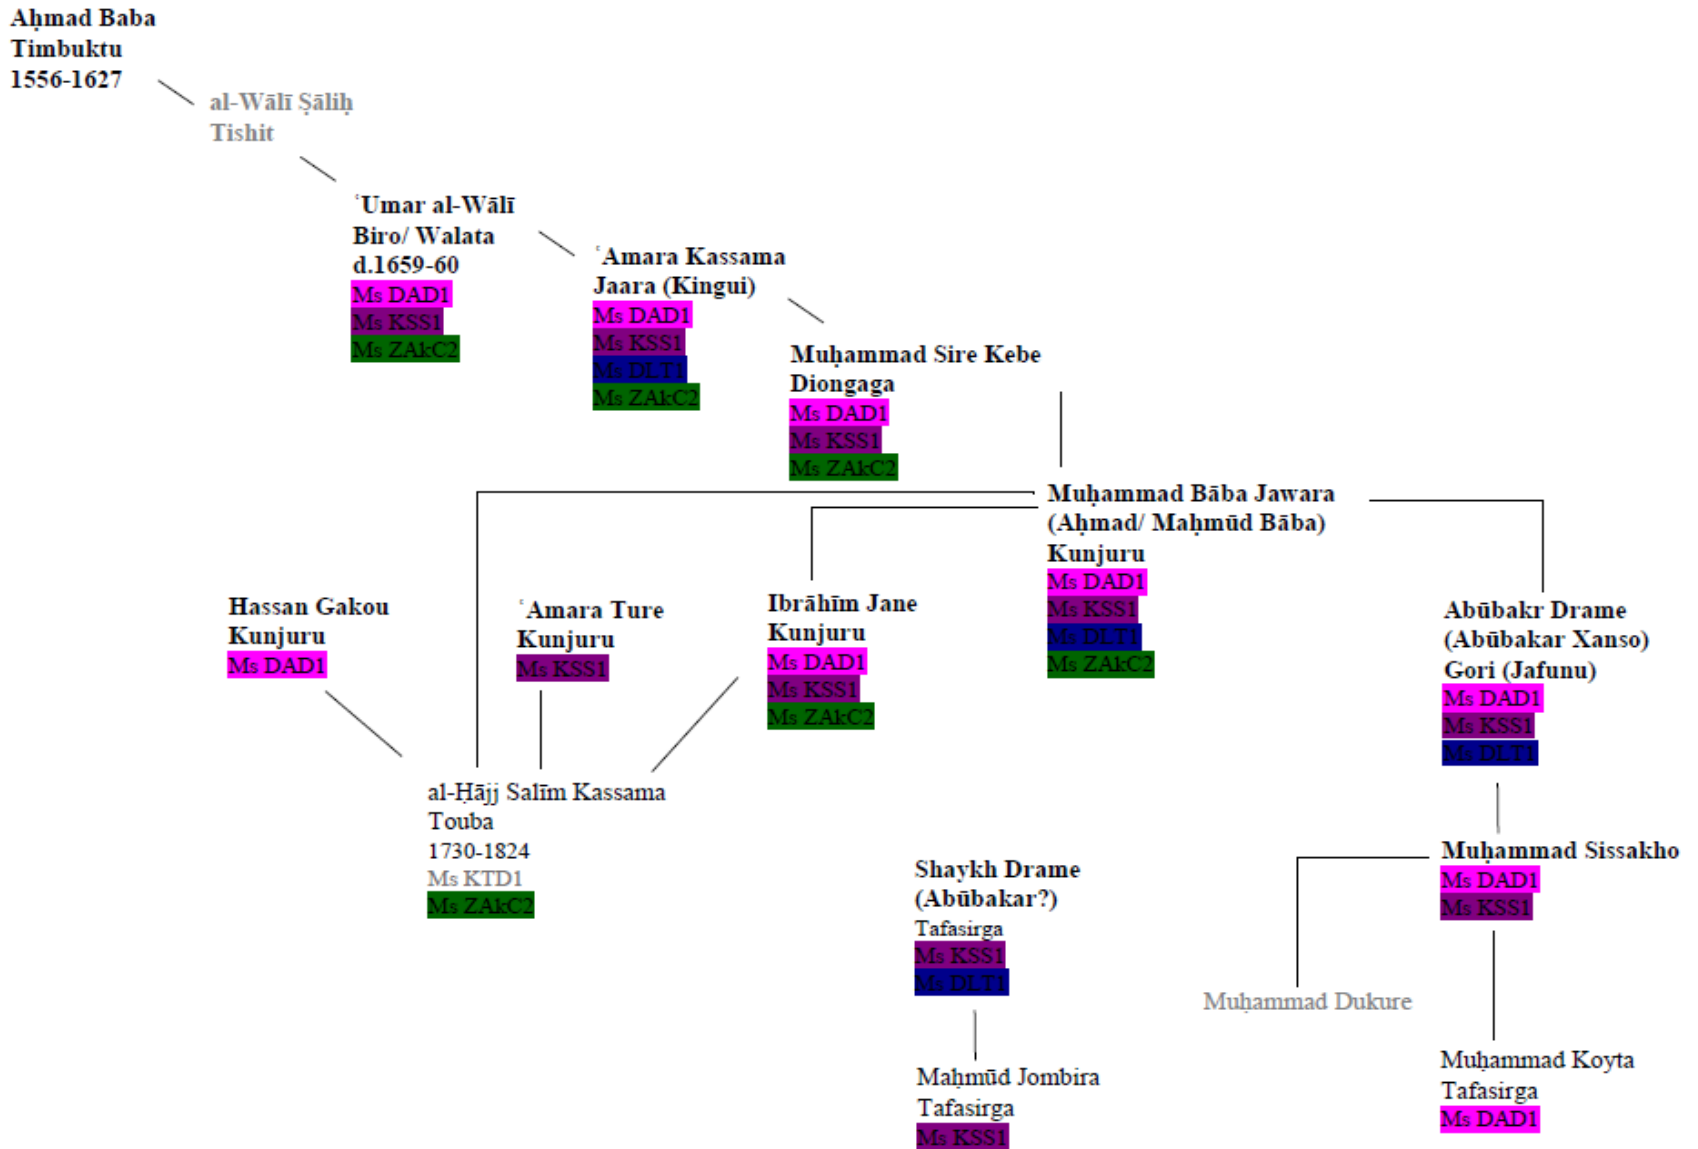 Aḥmad Baba
Timbuktu
1556-1627
al-Wālī Ṣāliḥ
Tishit
ʿUmar al-Wālī
Biro/ Walata
d.1659-60
Ms DAD1
Ms KSS1
Ms ZAkC2
ʿAmara Kassama
Jaara (Kingui)
Ms DAD1
Ms KSS1
Ms DLT1
Ms ZAkC2
Muḥammad Sire Kebe
Diongaga
Ms DAD1
Ms KSS1
Ms ZAkC2
Muḥammad Bāba Jawara
(Aḥmad/ Maḥmūd Bāba)
Kunjuru
Ms DAD1
Ms KSS1
Ms DLT1
Ms ZAkC2
Hassan Gakou
Kunjuru
Ms DAD1
ʿAmara Ture
Kunjuru
Ms KSS1
Ibrāhīm Jane
Kunjuru
Ms DAD1
Ms KSS1
Ms ZAkC2
Abūbakr Drame
(Abūbakar Xanso)
Gori (Jafunu)
Ms DAD1
Ms KSS1
Ms DLT1
al-Ḥājj Salīm Kassama
Touba
1730-1824
Ms KTD1
Ms ZAkC2
Shaykh Drame
(Abūbakar?)
Tafasirga
Ms KSS1
Ms DLT1
Muḥammad Sissakho
Ms DAD1
Ms KSS1
Muḥammad Dukure
Maḥmūd Jombira
Tafasirga
Ms KSS1
Muḥammad Koyta
Tafasirga
Ms DAD1